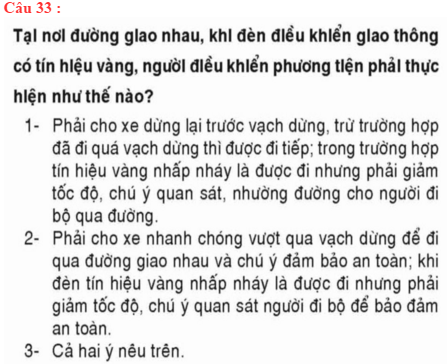 Câu 33 :
Tại nơi đường giao nhau, khi đèn điều khiển giao thông
có tín hiệu vàng, người điều khiển phương tiện phải thực
hiện như thế nào?
1- Phải cho xe dừng lại trước vạch dừng, trừ trường hợp
đã đi quá vạch dừng thì được đi tiếp; trong trường hợp
tín hiệu vàng nhấp nháy là được đi nhưng phải giảm
tốc độ, chú ý quan sát, nhường đường cho người đi
bộ qua đường.
2- Phải cho xe nhanh chóng vượt qua vạch dừng để đi
qua đường giao nhau và chú ý đảm bảo an toàn; khi
đèn tín hiệu vàng nhấp nháy là được đi nhưng phải
giảm tốc độ, chú ý quan sát người đi bộ để bảo đảm
an toàn.
3- Cả hai ý nêu trên.